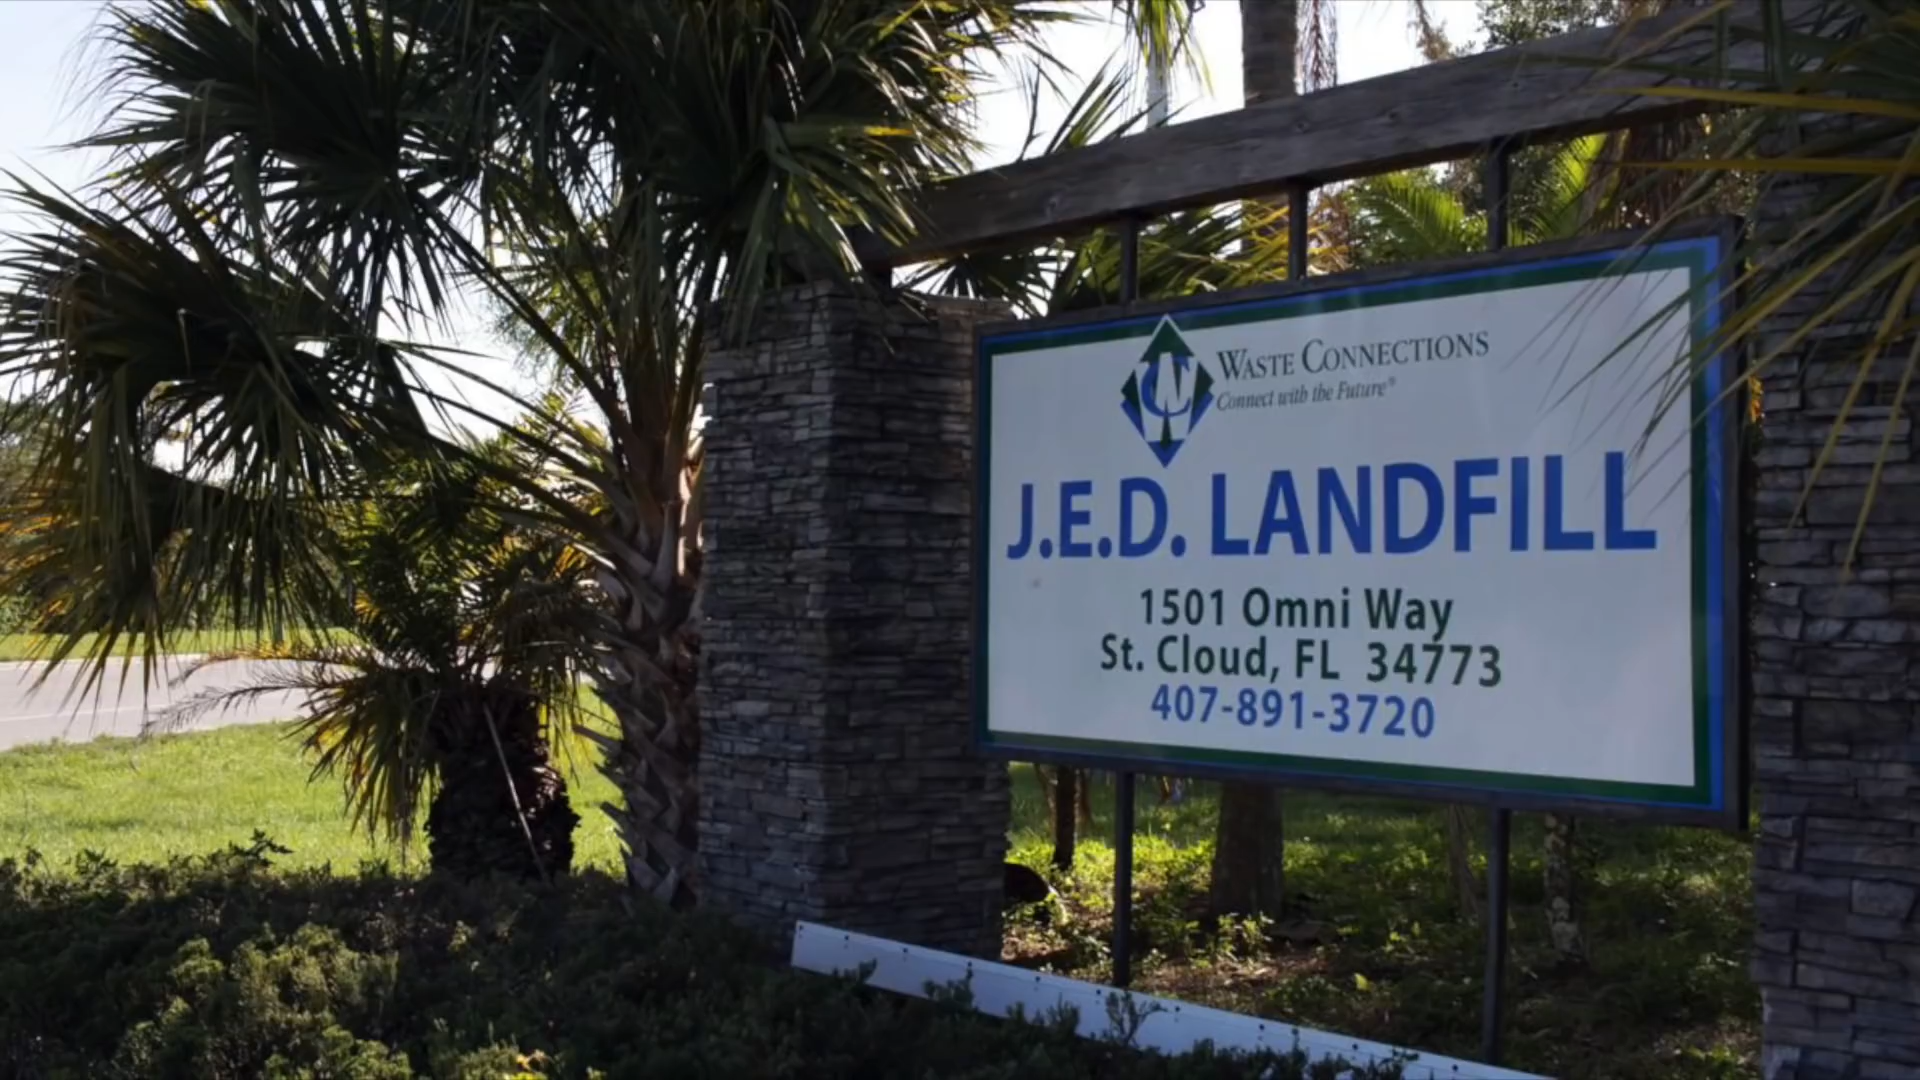 WASTE CONNECTIONS
Connect with the Future®
J.E.D. LANDFILL
1501 Omni Way
St. Cloud, FL 34773
407-891-3720